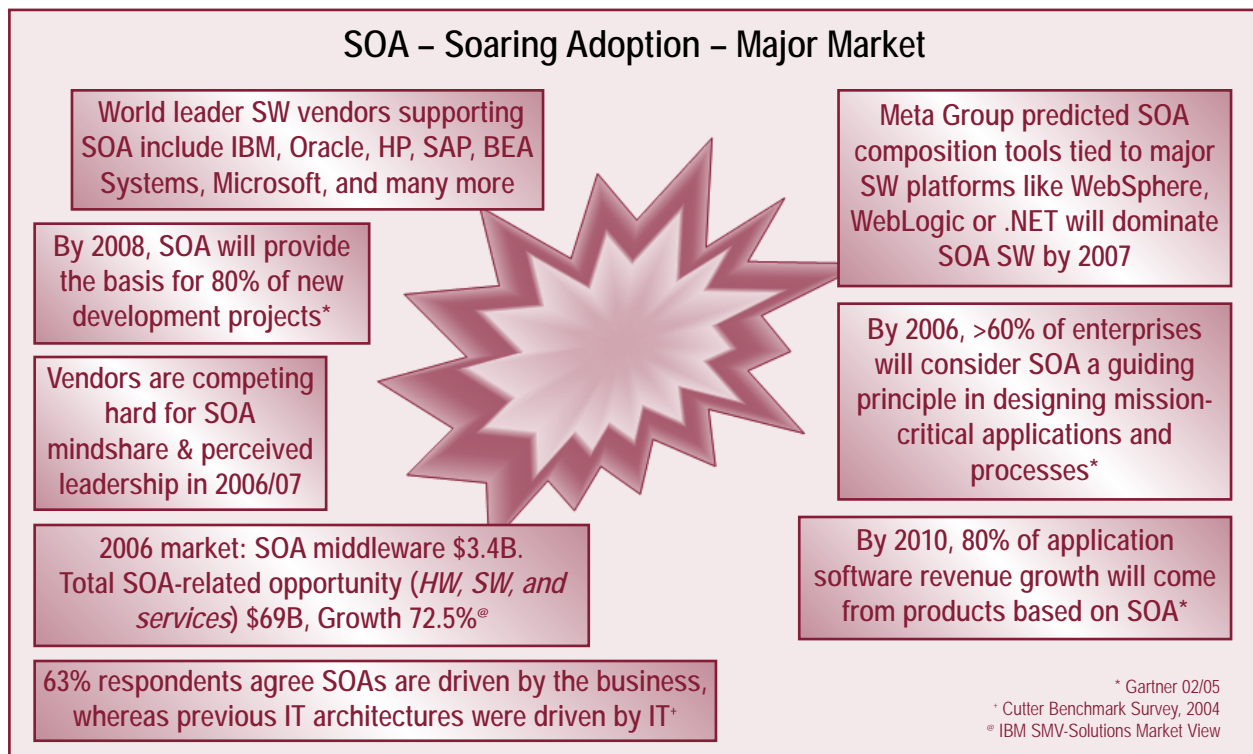 SOA – Soaring Adoption – Major Market
World leader SW vendors supporting
SOA include IBM, Oracle, HP, SAP, BEA
Systems, Microsoft, and many more
By 2008, SOA will provide
the basis for 80% of new
development projects*
Vendors are competing
hard for SOA
mindshare & perceived
leadership in 2006/07
2006 market: SOA middleware $3.4B.
Total SOA-related opportunity (HW, SW, and
services) $69B, Growth 72.5%@
63% respondents agree SOAs are driven by the business,
whereas previous IT architectures were driven by IT+
Meta Group predicted SOA
composition tools tied to major
SW platforms like WebSphere,
WebLogic or .NET will dominate
SOA SW by 2007
By 2006, >60% of enterprises
will consider SOA a guiding
principle in designing mission-
critical applications and
processes*
By 2010, 80% of application
software revenue growth will come
from products based on SOA*
* Gartner 02/05
+ Cutter Benchmark Survey, 2004
@ IBM SMV-Solutions Market View